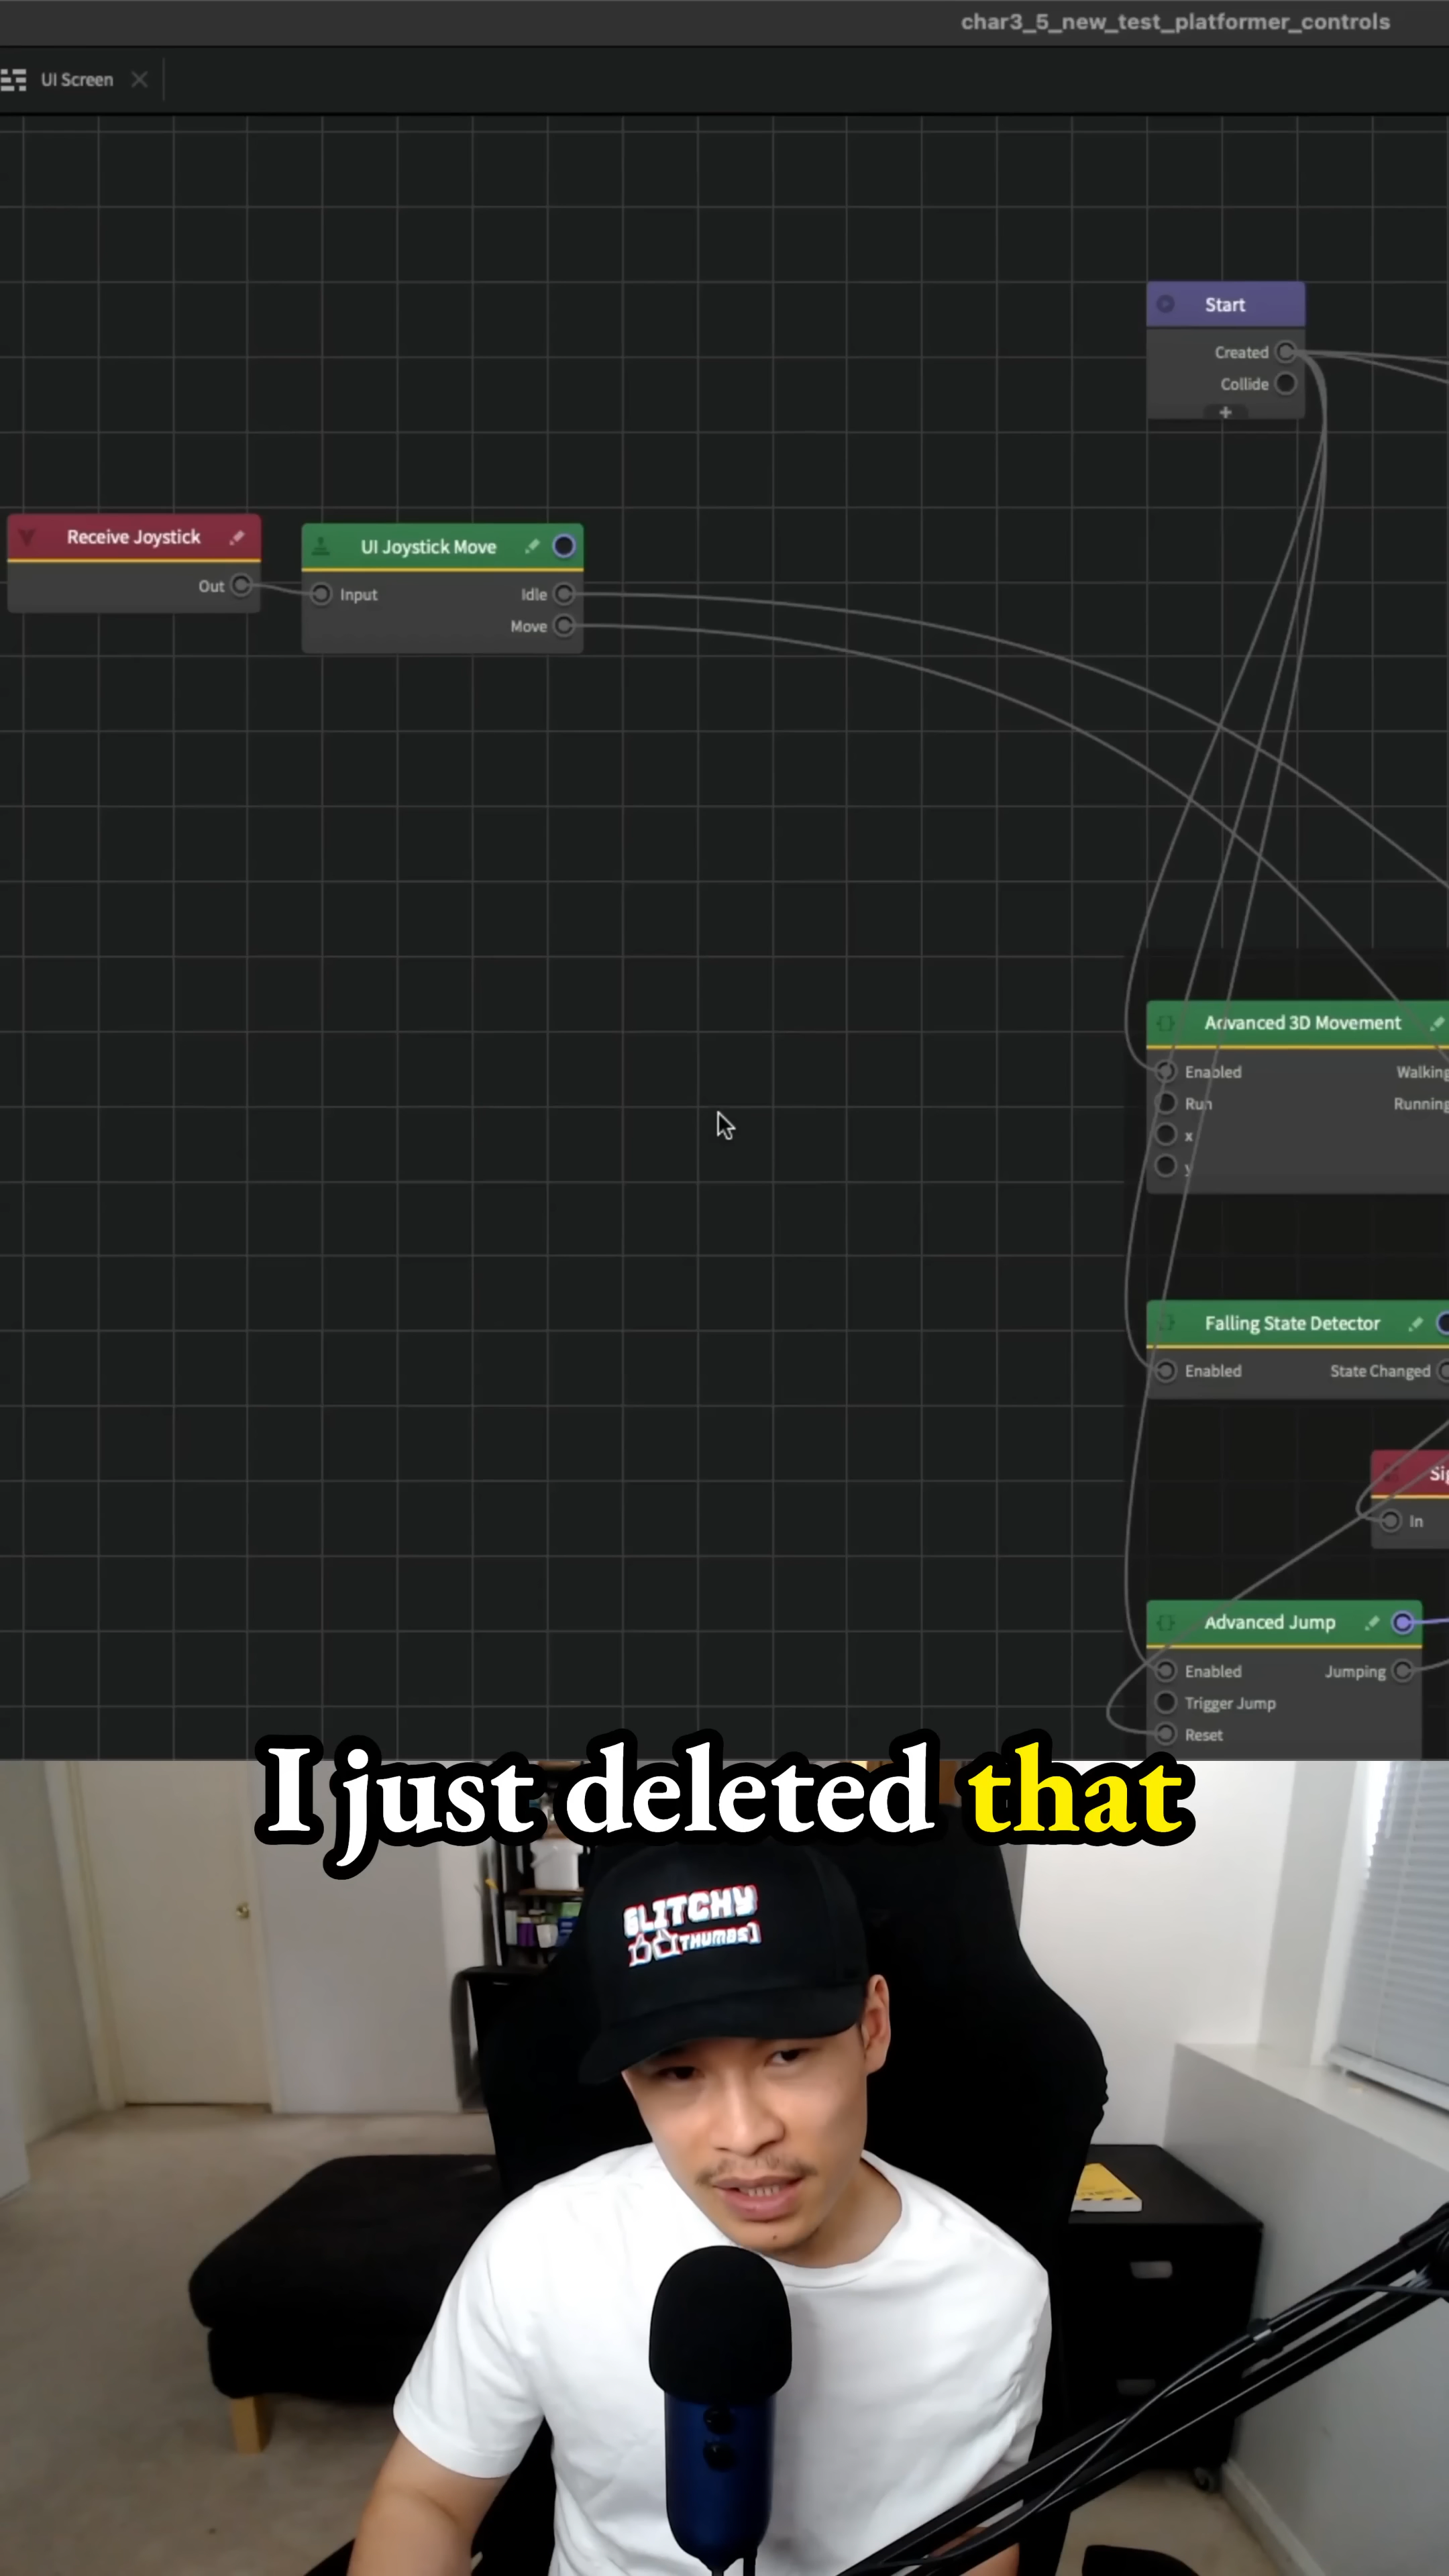 char3_5_new_test_platformer_controls
UI Screen
Start
Created
Collide
Receive Joystick
Out
UI Joystick Move
Input
Idle
Move
Advanced 3D Movement
Enabled
Walking
Run
Running
x
y
Falling State Detector
Enabled
State Changed
In
Advanced Jump
Enabled
Jumping
Trigger Jump
Reset
I just deleted that
GLITCHY
THUMBS]